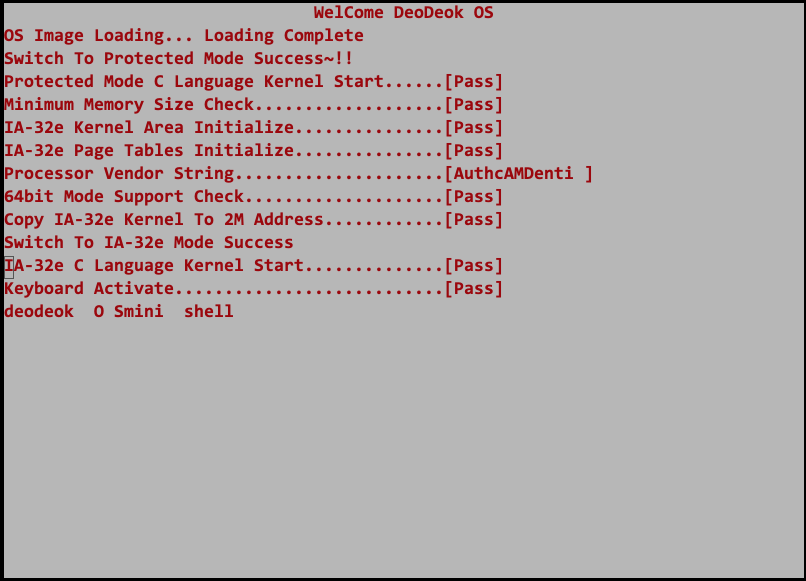 WelCome DeoDeok OS
OS Image Loading... Loading Complete
Switch To Protected Mode Success~!!
Protected Mode C Language Kernel Start......[Pass]
Minimum Memory Size Check...................[Pass]
IA-32e Kernel Area Initialize...............[Pass]
IA-32e Page Tables Initialize...............[Pass]
Processor Vendor String.....................[AuthcAMDenti ]
64bit Mode Support Check....................[Pass]
Copy IA-32e Kernel To 2M Address............[Pass]
Switch To IA-32e Mode Success
IA-32e C Language Kernel Start..............[Pass]
Keyboard Activate...........................[Pass]
deodeok  O Smini  shell